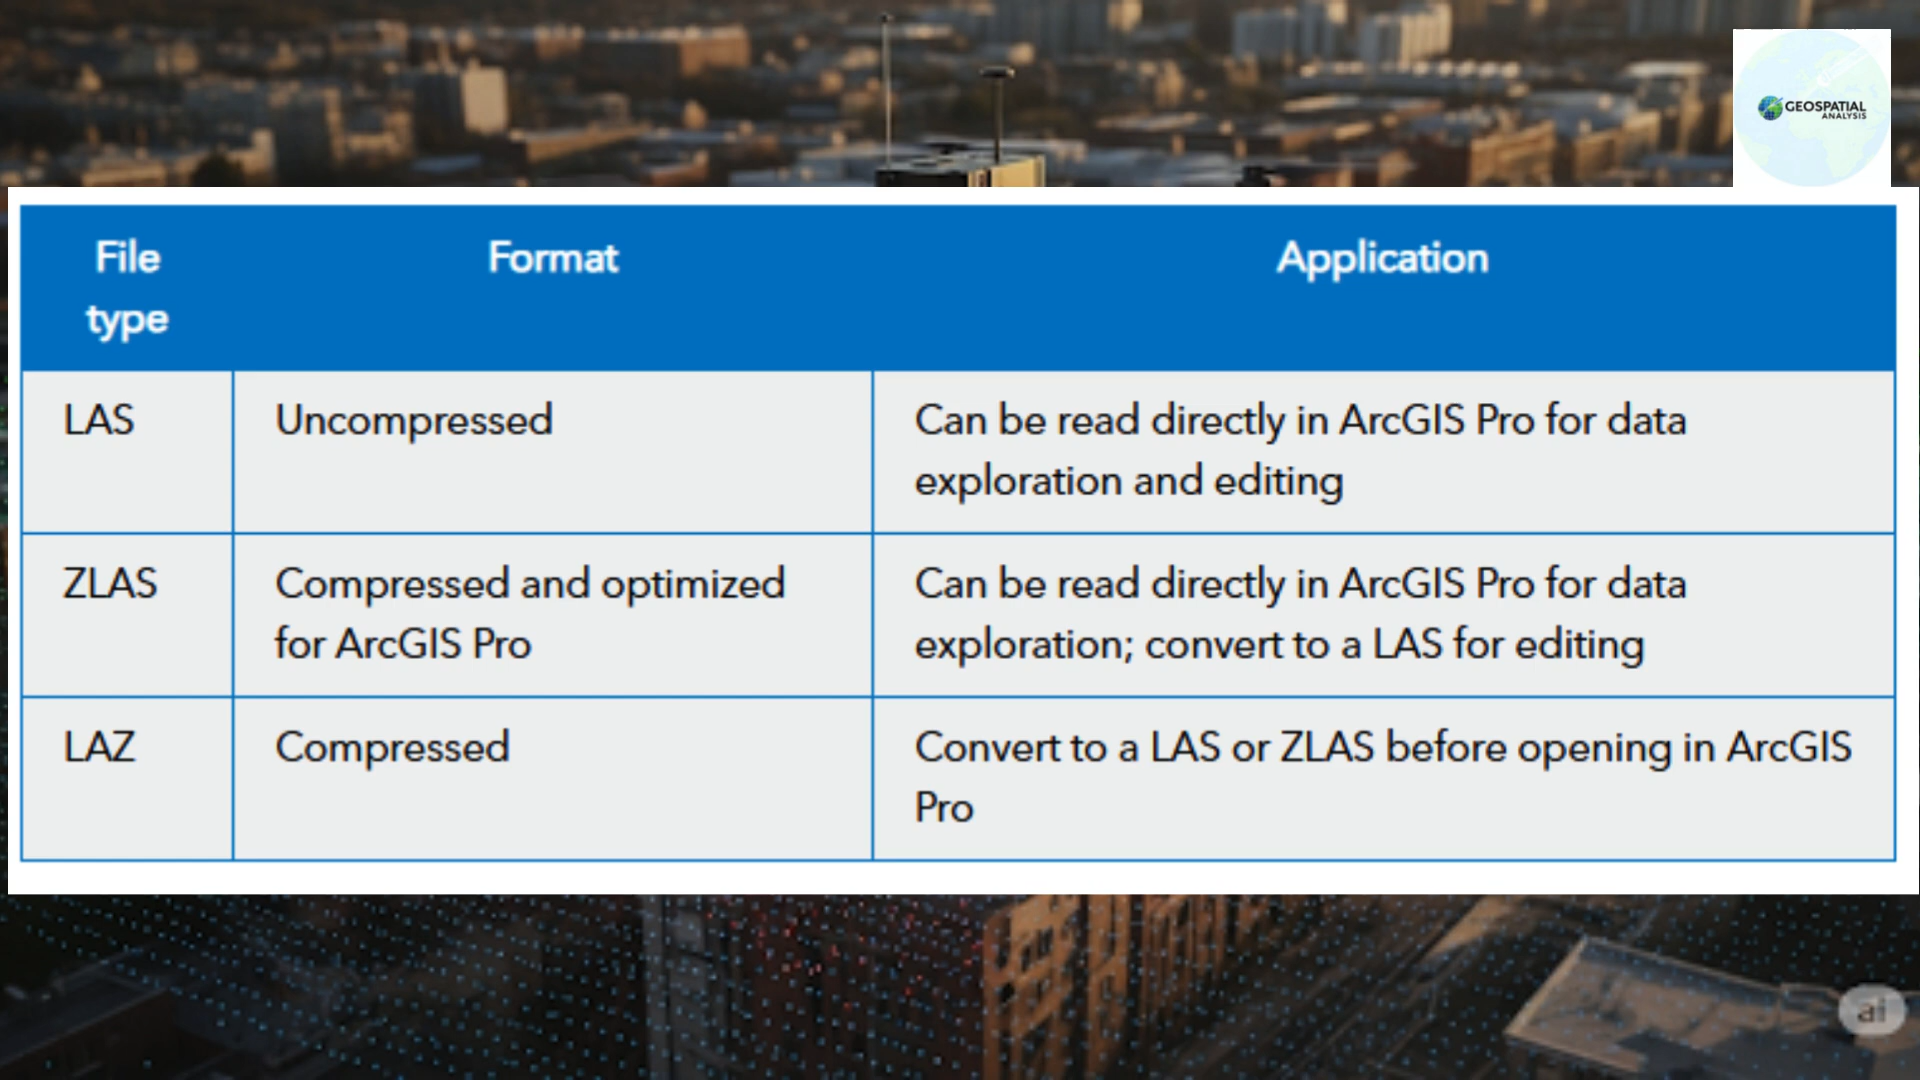 GEOSPATIAL
ANALYSIS
File
type
Format
Application
LAS
Uncompressed
Can be read directly in ArcGIS Pro for data
exploration and editing
ZLAS
Compressed and optimized
for ArcGIS Pro
Can be read directly in ArcGIS Pro for data
exploration; convert to a LAS for editing
LAZ
Compressed
Convert to a LAS or ZLAS before opening in ArcGIS
Pro
ai